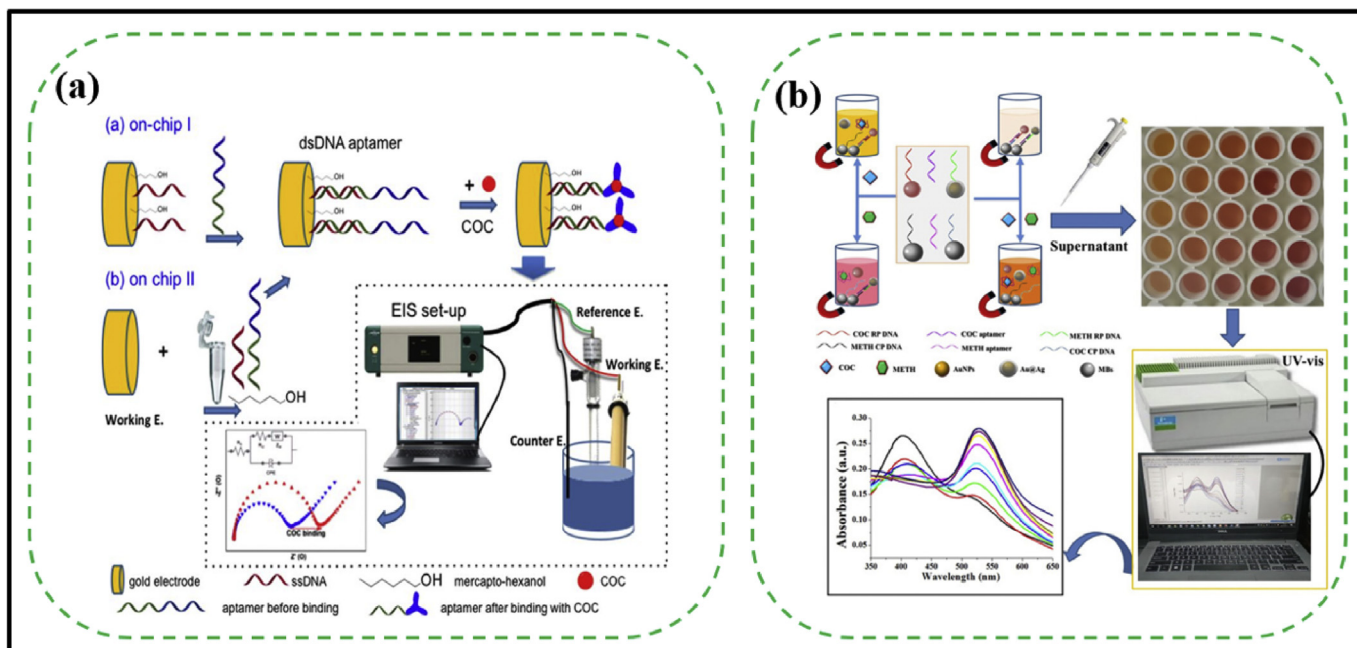 (a)
(a) on-chip I
OH
OH
dsDNA aptamer
OH
OH
+
COC
OH
OH
(b) on chip II
+
Working E.
OH
EIS set-up
Reference E.
Working E.
Counter E.
-Z'' (Ω)
W
CPE
COC binding
Z' (Ω)
gold electrode
ssDNA
OH mercapto-hexanol
COC
aptamer before binding
aptamer after binding with COC
(b)
Supernatant
COC RP DNA
COC aptamer
METH RP DNA
METH CP DNA
METH aptamer
COC CP DNA
COC
METH
AuNPs
Au@Ag
MBs
UV-vis
Absorbance (a.u.)
0.30
0.25
0.20
0.15
350 400 450 500 550 600 650
Wavelength (nm)